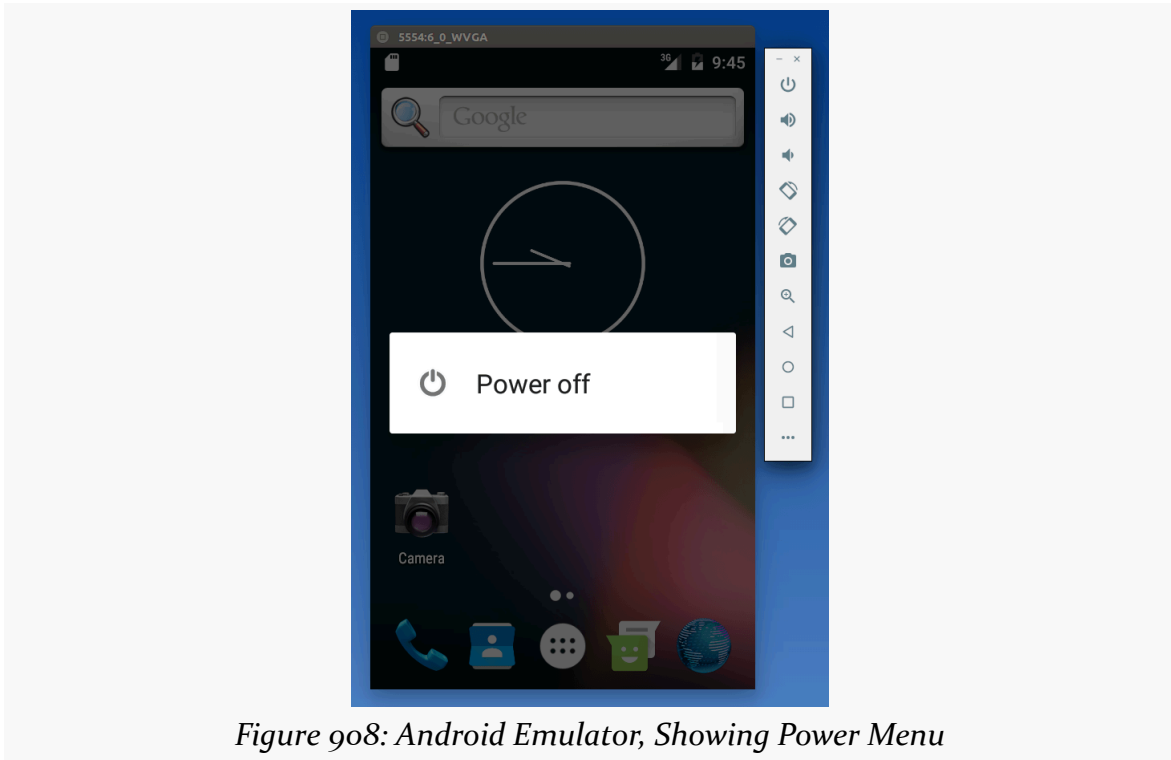 5554:6_0_WVGA
3G 9:45
Google
Power off
Camera
Figure 908: Android Emulator, Showing Power Menu